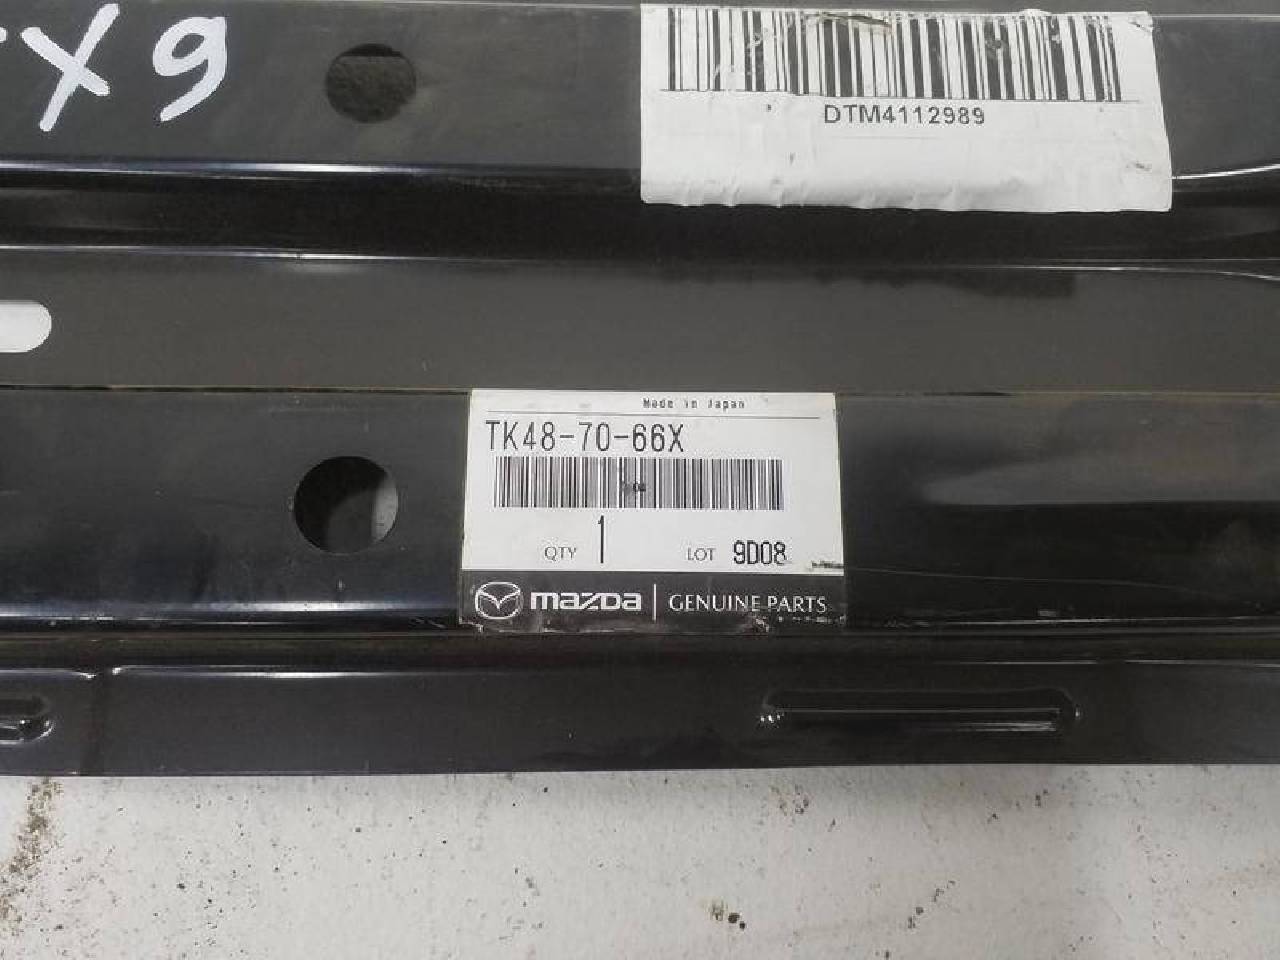 X9
DTM4112989
Made in Japan
TK48-70-66X
QTY 1 LOT 9D08
mazda | GENUINE PARTS